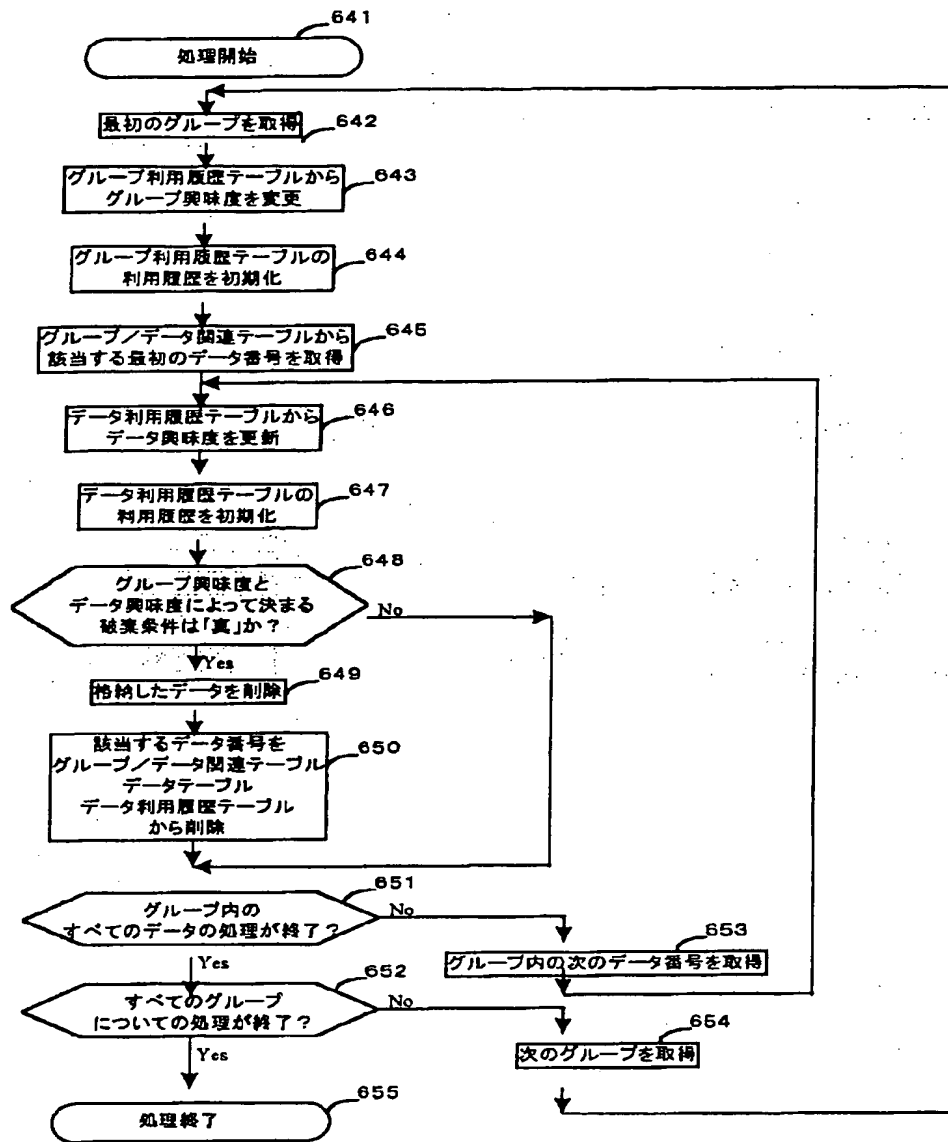 641
処理開始
最初のグループを取得
642
グループ利用履歴テーブルから
グループ興味度を変更
643
グループ利用履歴テーブルの
利用履歴を初期化
644
グループ/データ関連テーブルから
該当する最初のデータ番号を取得
645
データ利用履歴テーブルから
データ興味度を更新
646
データ利用履歴テーブルの
利用履歴を初期化
647
グループ興味度と
データ興味度によって決まる
破棄条件は「真」か?
648
No
Yes
格納したデータを削除
649
該当するデータ番号を
グループ/データ関連テーブル
データテーブル
データ利用履歴テーブル
から削除
650
グループ内の
すべてのデータの処理が終了?
651
No
Yes
グループ内の次のデータ番号を取得
653
すべてのグループ
についての処理が終了?
652
No
Yes
次のグループを取得
654
処理終了
655